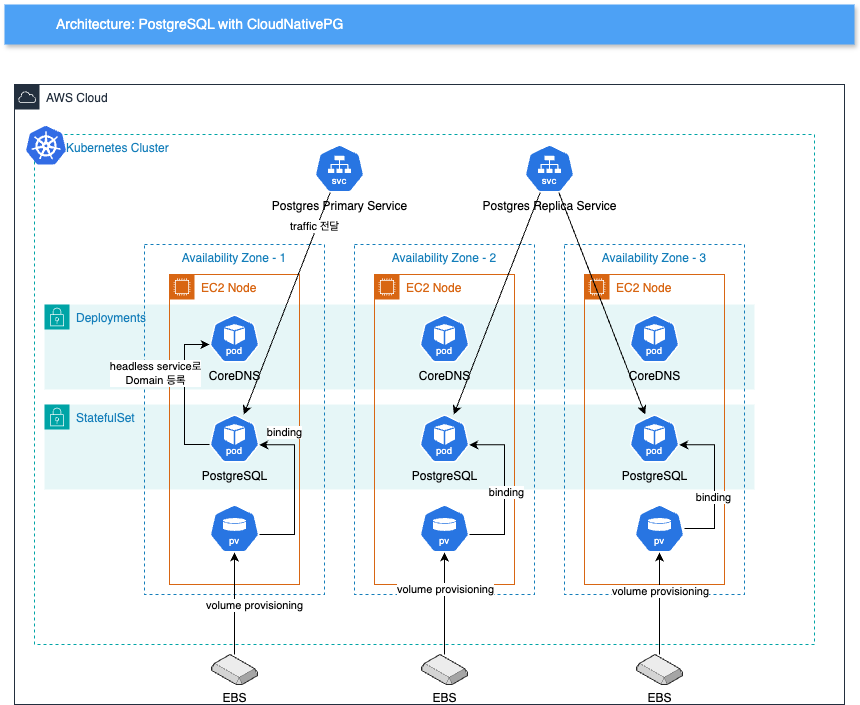 Architecture: PostgreSQL with CloudNativePG
AWS Cloud
Kubernetes Cluster
svc
svc
Postgres Primary Service
Postgres Replica Service
traffic 전달
Availability Zone - 1
Availability Zone - 2
Availability Zone - 3
EC2 Node
EC2 Node
EC2 Node
Deployments
pod
pod
pod
headless service로
Domain 등록
CoreDNS
CoreDNS
CoreDNS
StatefulSet
binding
pod
pod
pod
PostgreSQL
PostgreSQL
PostgreSQL
binding
binding
pv
pv
pv
volume provisioning
volume provisioning
volume provisioning
EBS
EBS
EBS